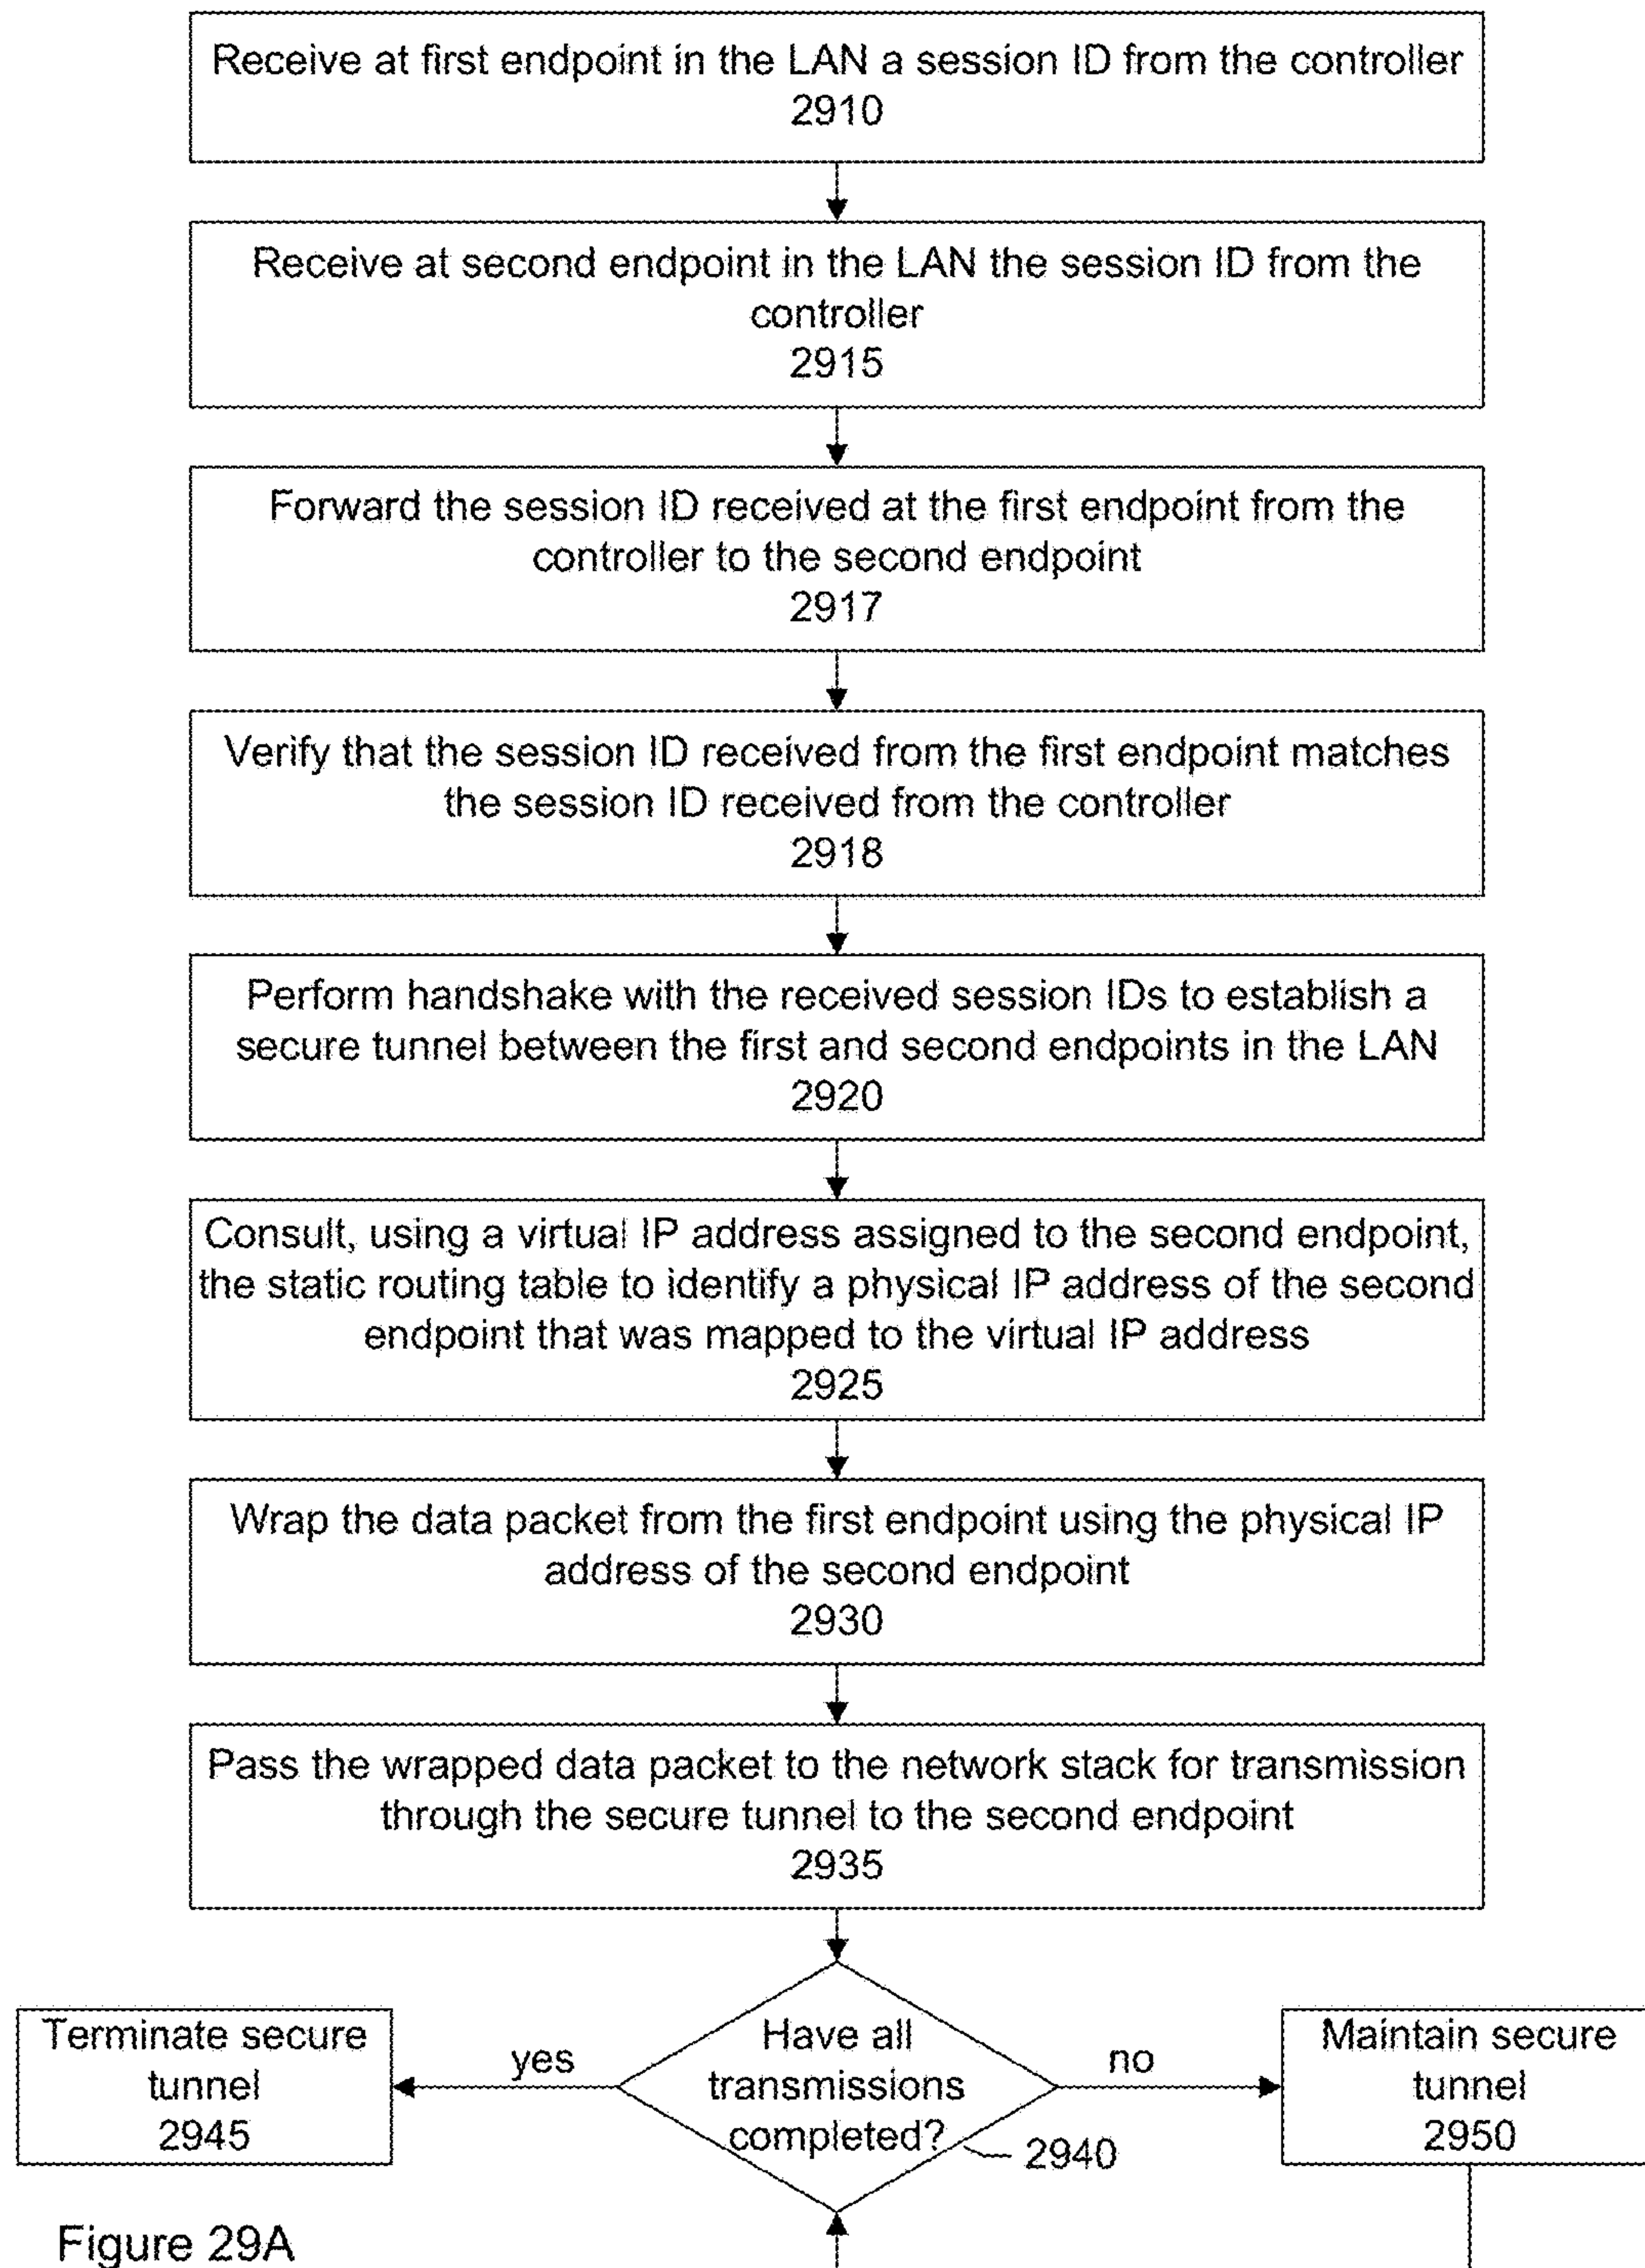 Receive at first endpoint in the LAN a session ID from the controller
2910
Receive at second endpoint in the LAN the session ID from the
controller
2915
Forward the session ID received at the first endpoint from the
controller to the second endpoint
2917
Verify that the session ID received from the first endpoint matches
the session ID received from the controller
2918
Perform handshake with the received session IDs to establish a
secure tunnel between the first and second endpoints in the LAN
2920
Consult, using a virtual IP address assigned to the second endpoint,
the static routing table to identify a physical IP address of the second
endpoint that was mapped to the virtual IP address
2925
Wrap the data packet from the first endpoint using the physical IP
address of the second endpoint
2930
Pass the wrapped data packet to the network stack for transmission
through the secure tunnel to the second endpoint
2935
Terminate secure
tunnel
2945
yes
Have all
transmissions
completed?
2940
no
Maintain secure
tunnel
2950
Figure 29A